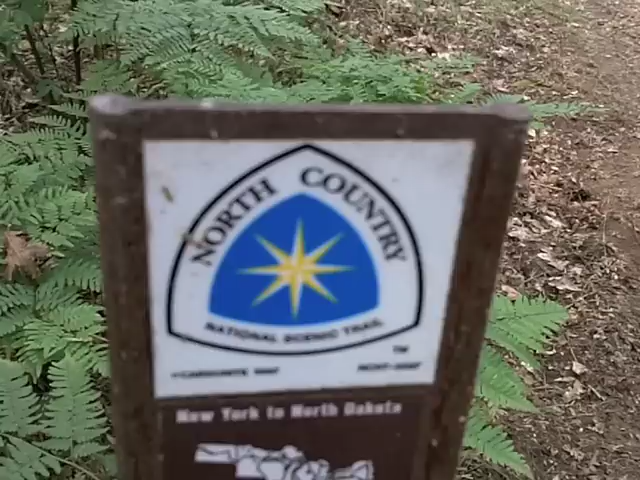 NORTH COUNTRY
NATIONAL SCENIC TRAIL
TM
New York to North Dakota